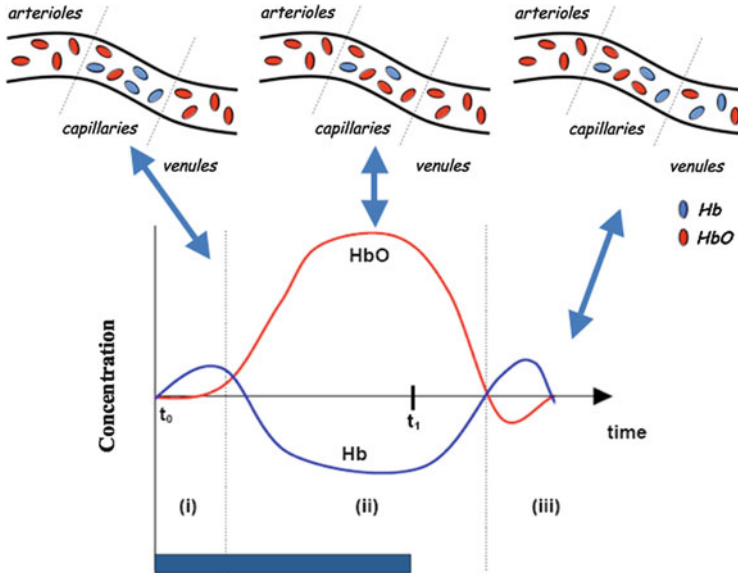 arterioles
capillaries
venules
arterioles
capillaries
venules
arterioles
capillaries
venules
Hb
HbO
HbO
Concentration
t0
t1
time
Hb
(i)
(ii)
(iii)